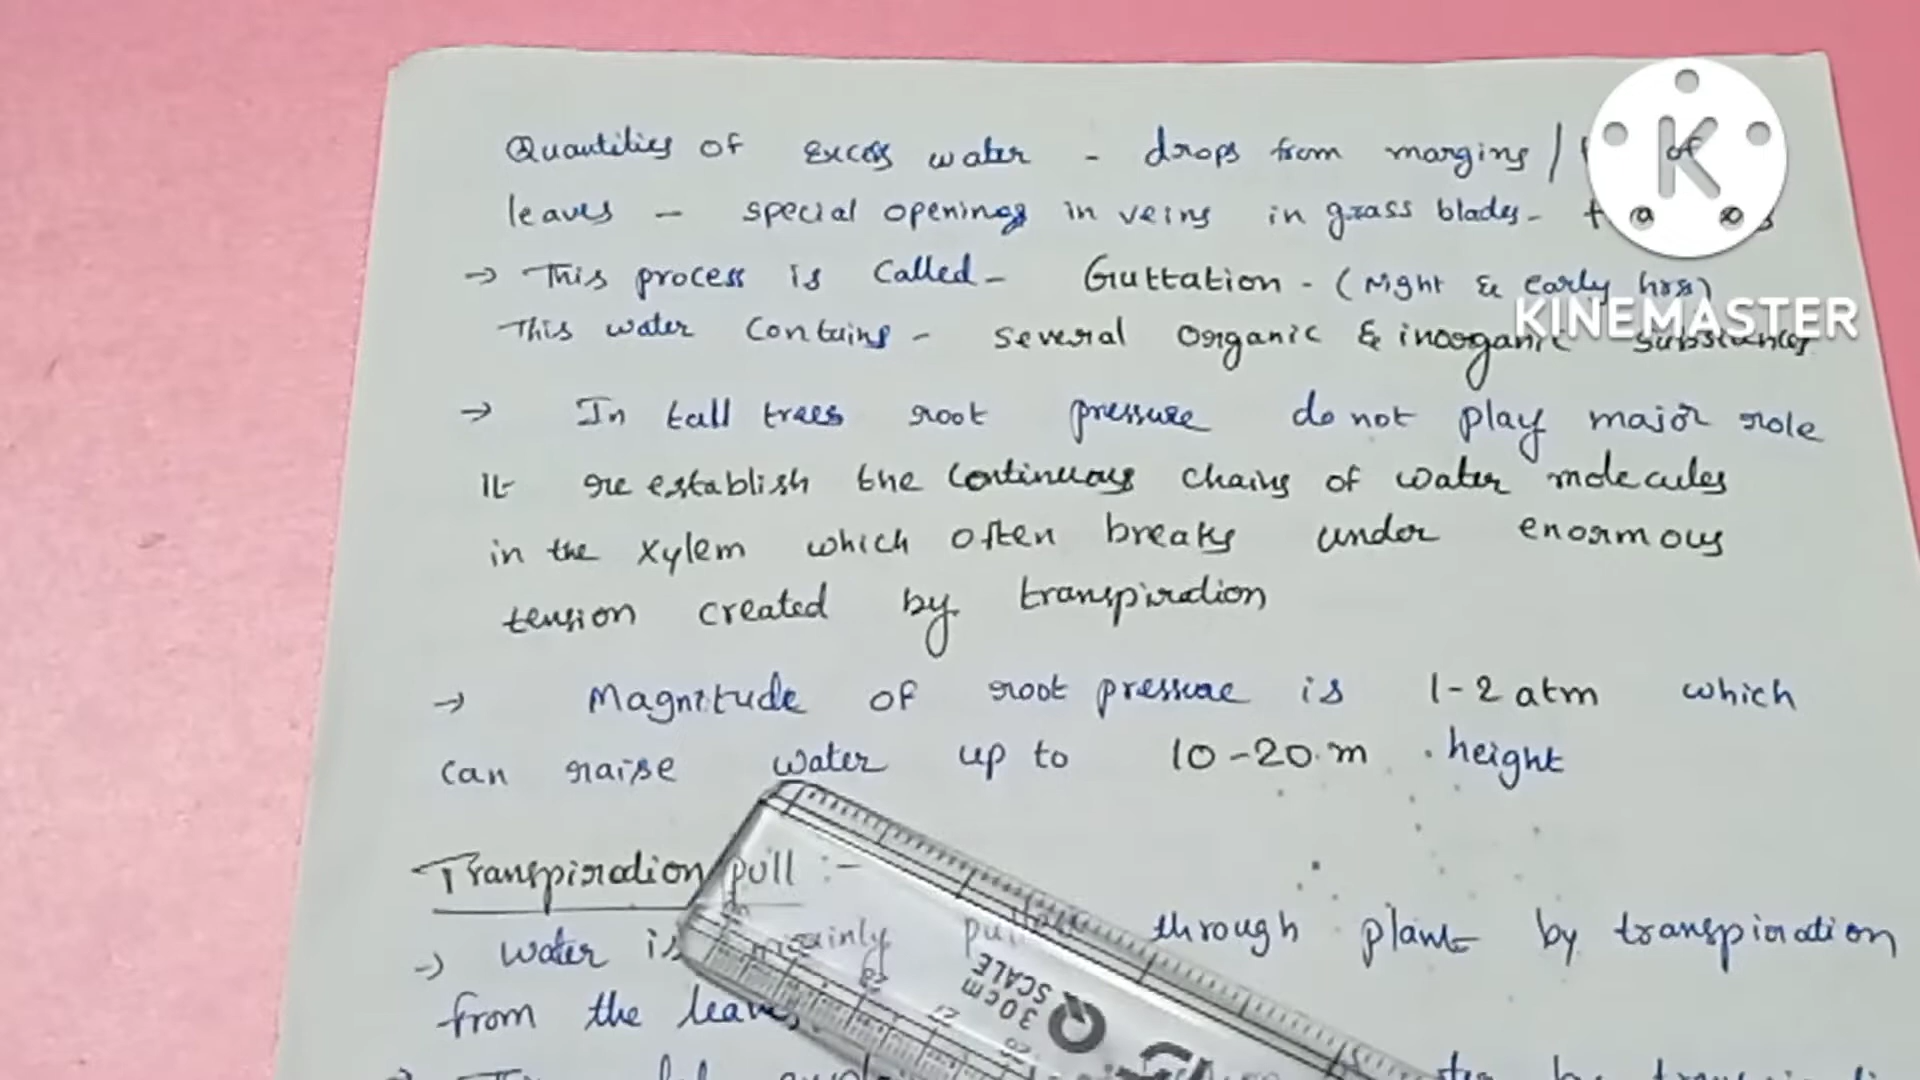 Quantities of excess water - drops from margins / of
leaves - special openings in veins in grass blades -
→ This process is called - Guttation - (night & early hrs)
This water contains - several organic & inorganic substances
→ In tall trees root pressure do not play major role
It re establish the continuous chains of water molecules
in the xylem which often breaks under enormous
tension created by transpiration
→ Magnitude of root pressure is 1-2 atm which
can raise water up to 10-20 m height
Transpiration pull :-
→ water is mainly through plant by transpiration
from the leaves
30cm
SCALE
K
KINEMASTER